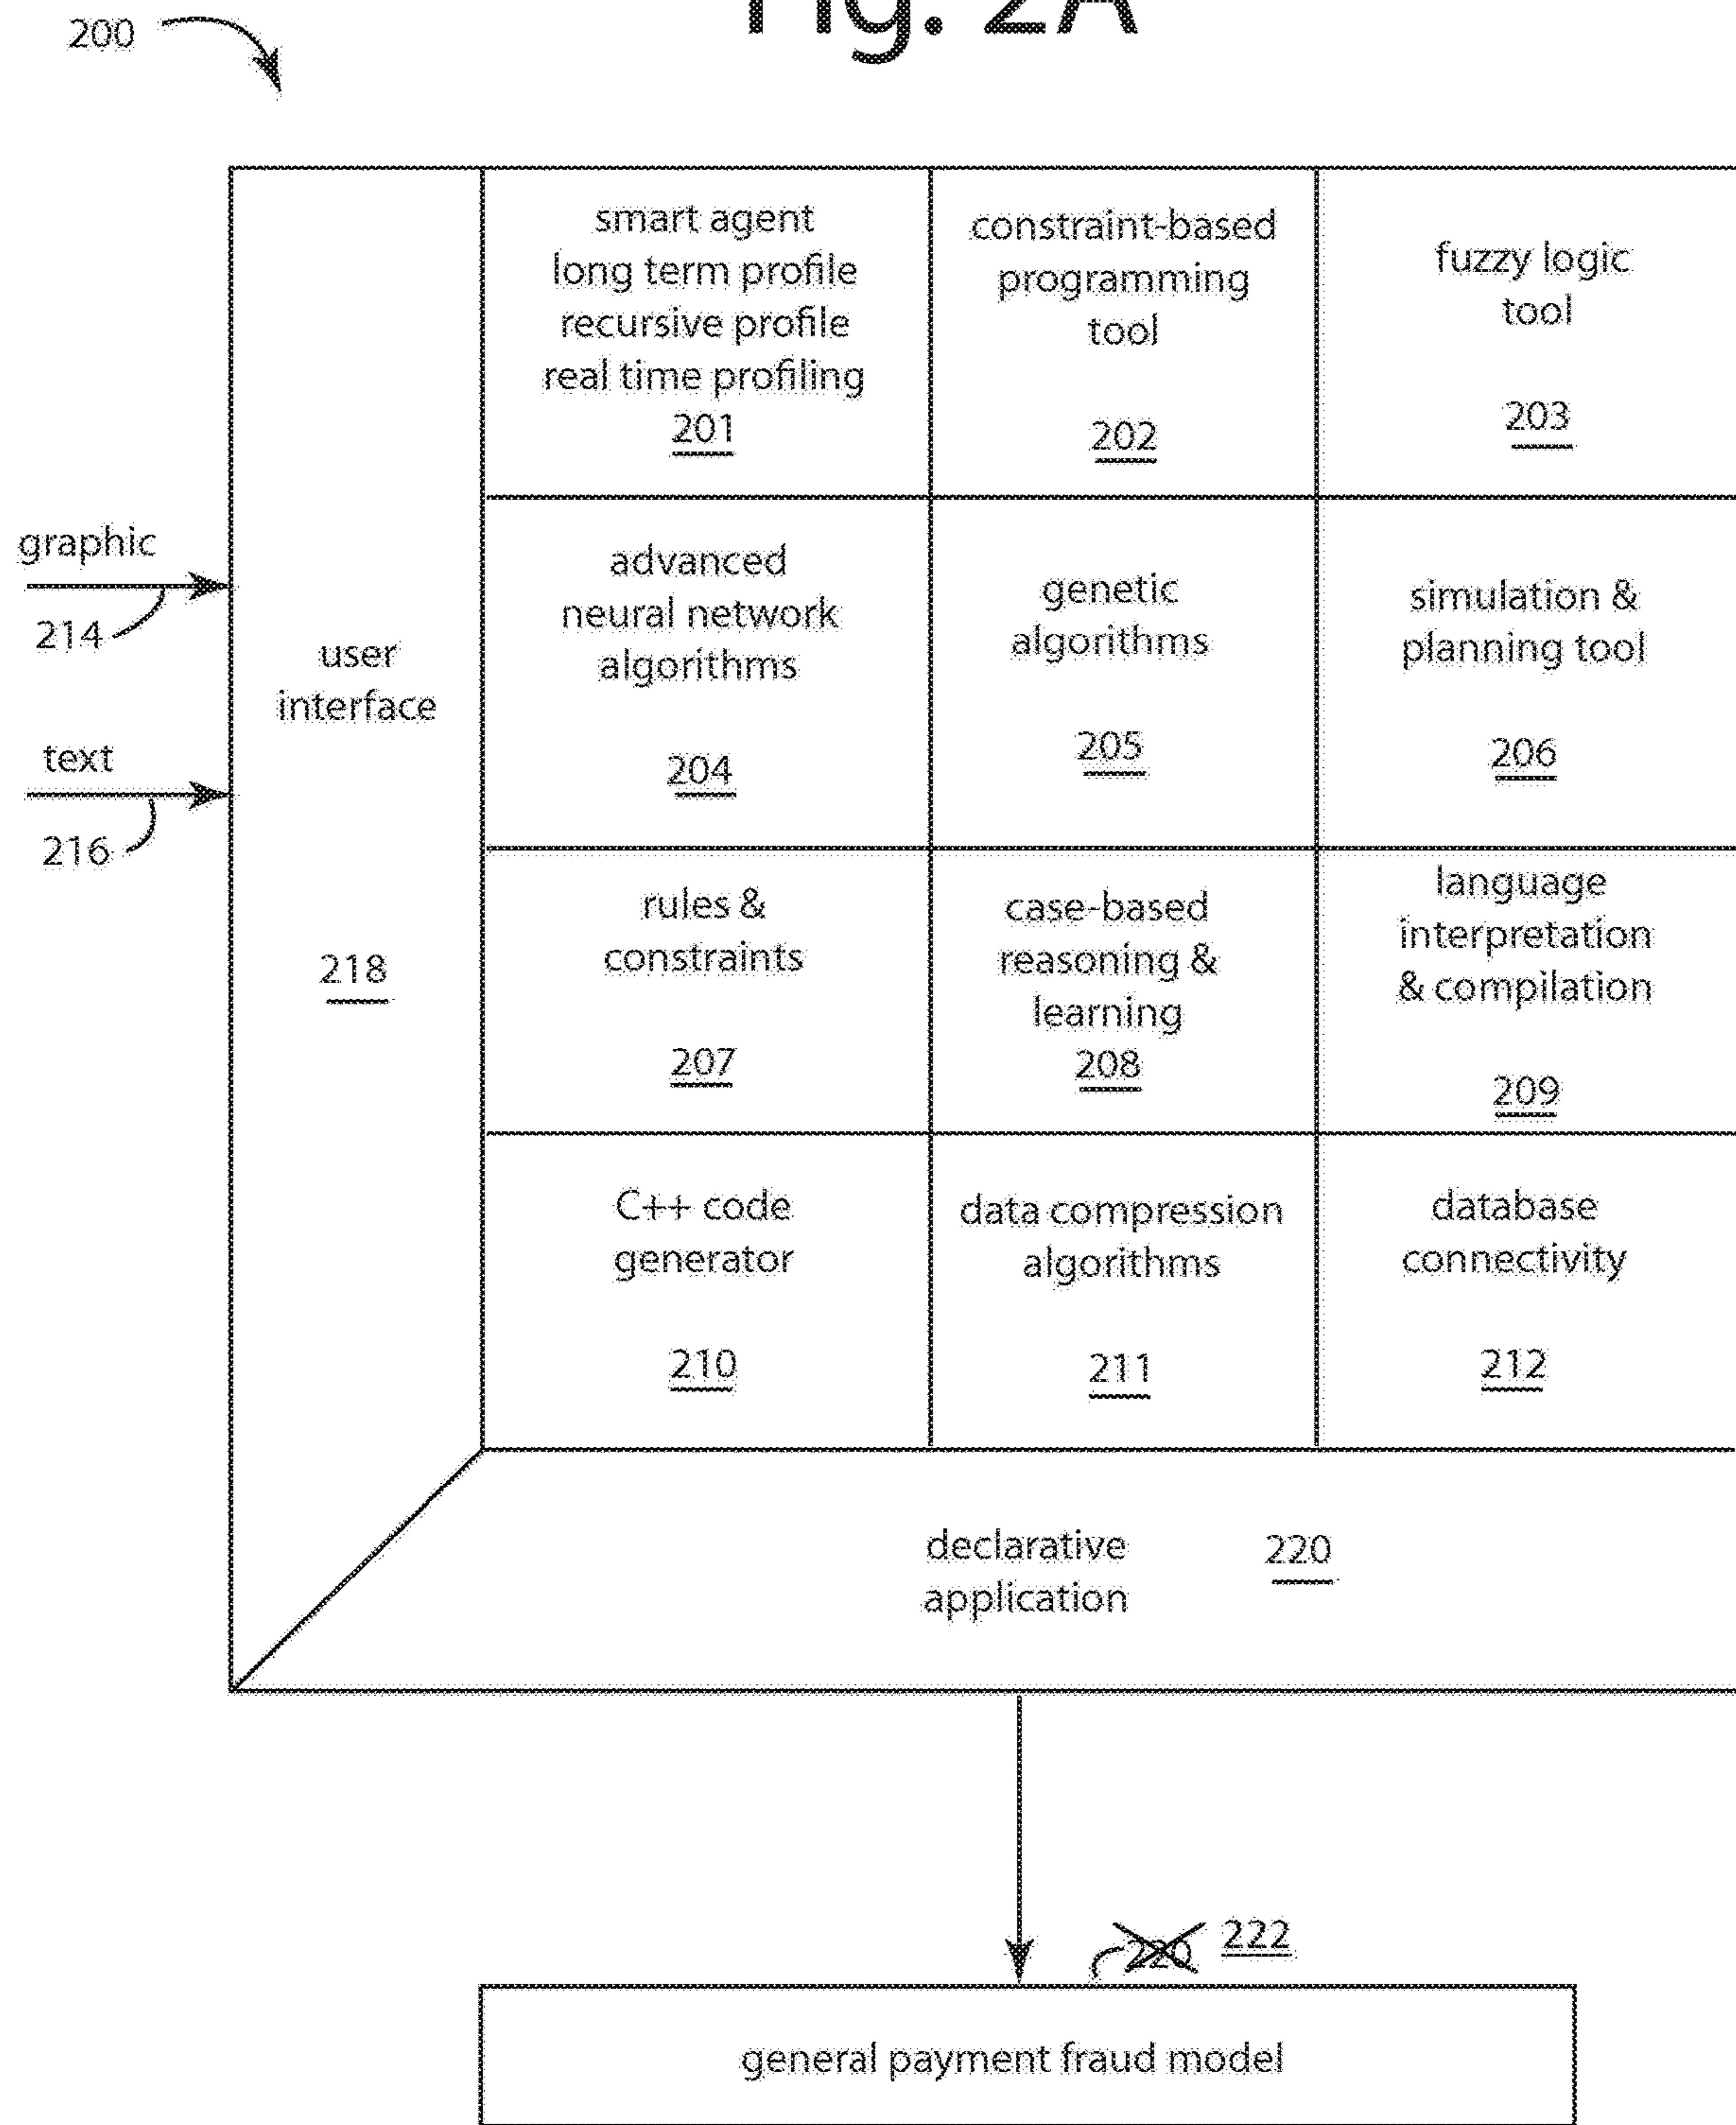 Fig. 2A
200
smart agent
long term profile
recursive profile
real time profiling
201
constraint-based
programming
tool
202
fuzzy logic
tool
203
graphic
214
text
216
user
interface
218
advanced
neural network
algorithms
204
genetic
algorithms
205
simulation &
planning tool
206
rules &
constraints
207
case-based
reasoning &
learning
208
language
interpretation
& compilation
209
C++ code
generator
210
data compression
algorithms
211
database
connectivity
212
declarative
application
220
220 222
general payment fraud model